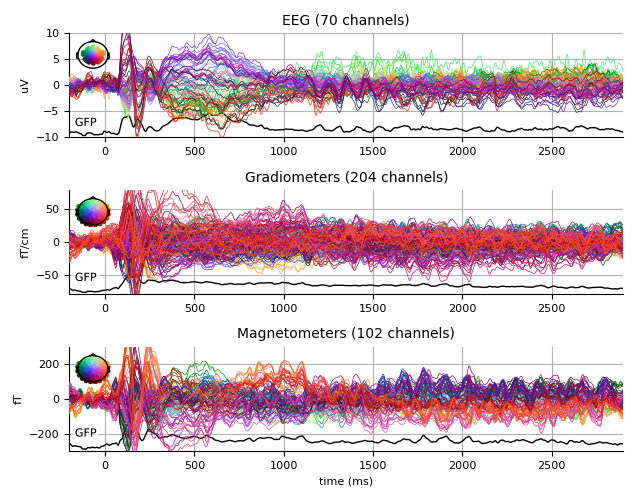 EEG (70 channels)
10
5
0
−5
−10
uV
GFP
0 500 1000 1500 2000 2500
Gradiometers (204 channels)
50
0
−50
fT/cm
GFP
0 500 1000 1500 2000 2500
Magnetometers (102 channels)
200
0
−200
fT
GFP
0 500 1000 1500 2000 2500
time (ms)